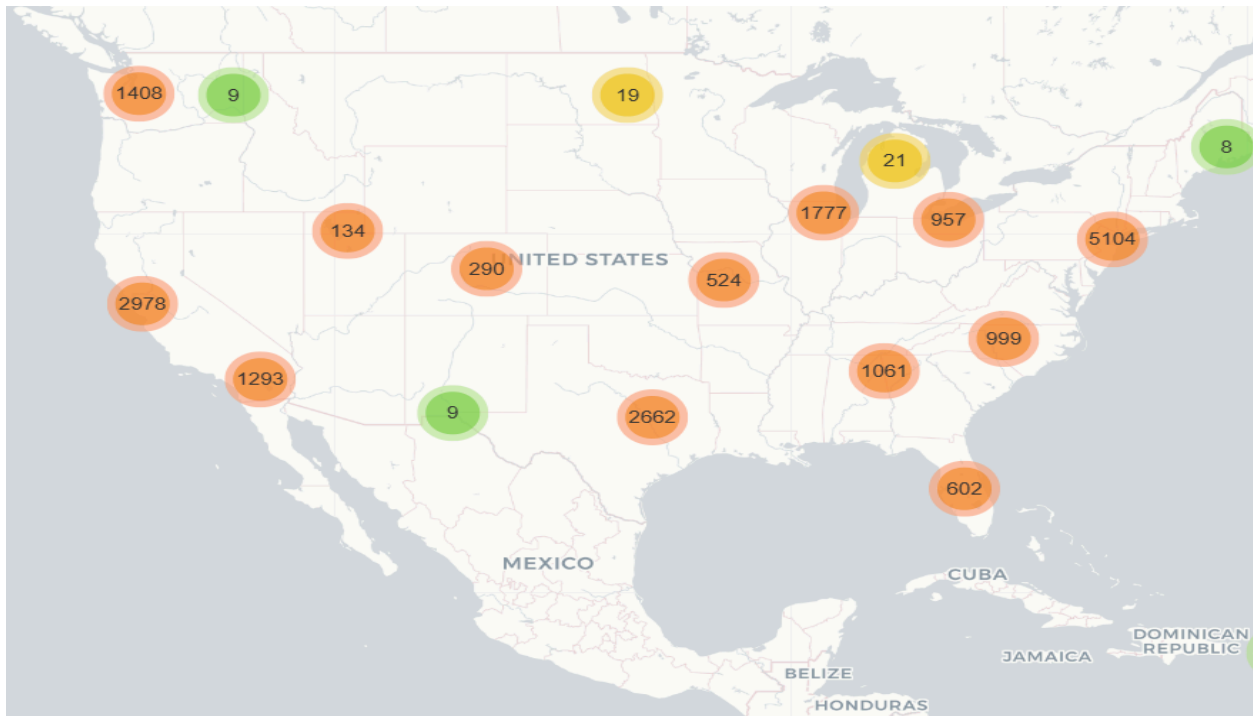 1408
9
19
8
21
1777
957
134
5104
290
UNITED STATES
524
2978
999
1061
1293
9
2662
602
MEXICO
CUBA
DOMINICAN
REPUBLIC
JAMAICA
BELIZE
HONDURAS